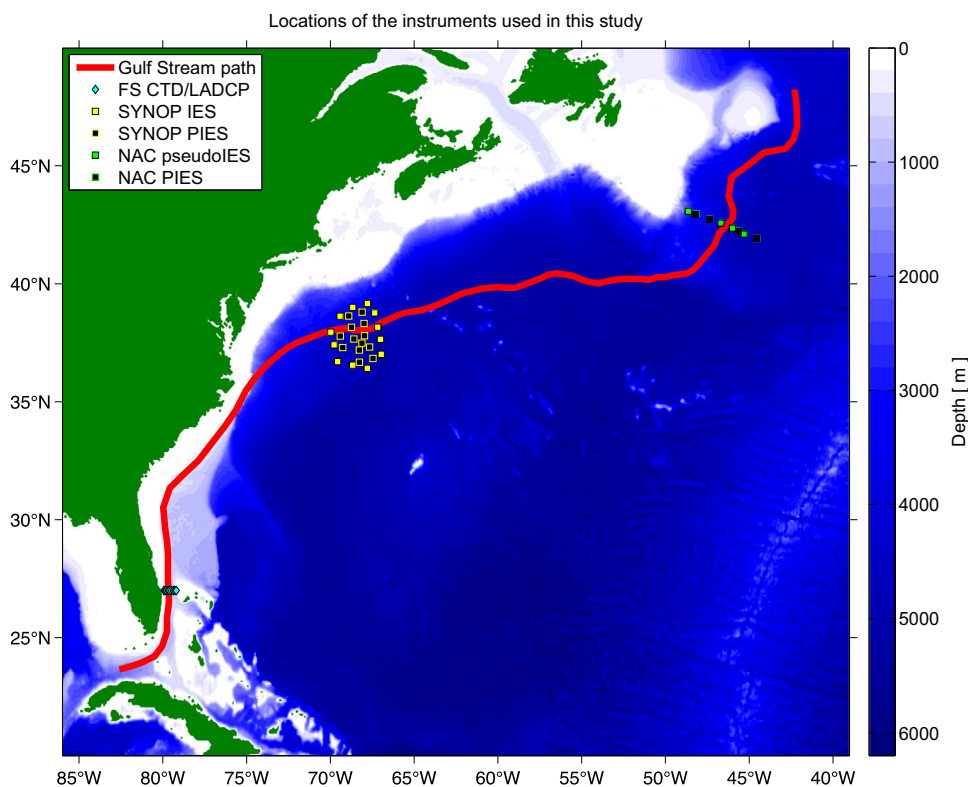 Locations of the instruments used in this study
Gulf Stream path
FS CTD/LADCP
SYNOP IES
SYNOP PIES
NAC pseudoIES
NAC PIES
45°N
40°N
35°N
30°N
25°N
85°W 80°W 75°W 70°W 65°W 60°W 55°W 50°W 45°W 40°W
0
1000
2000
3000
4000
5000
6000
Depth [ m ]